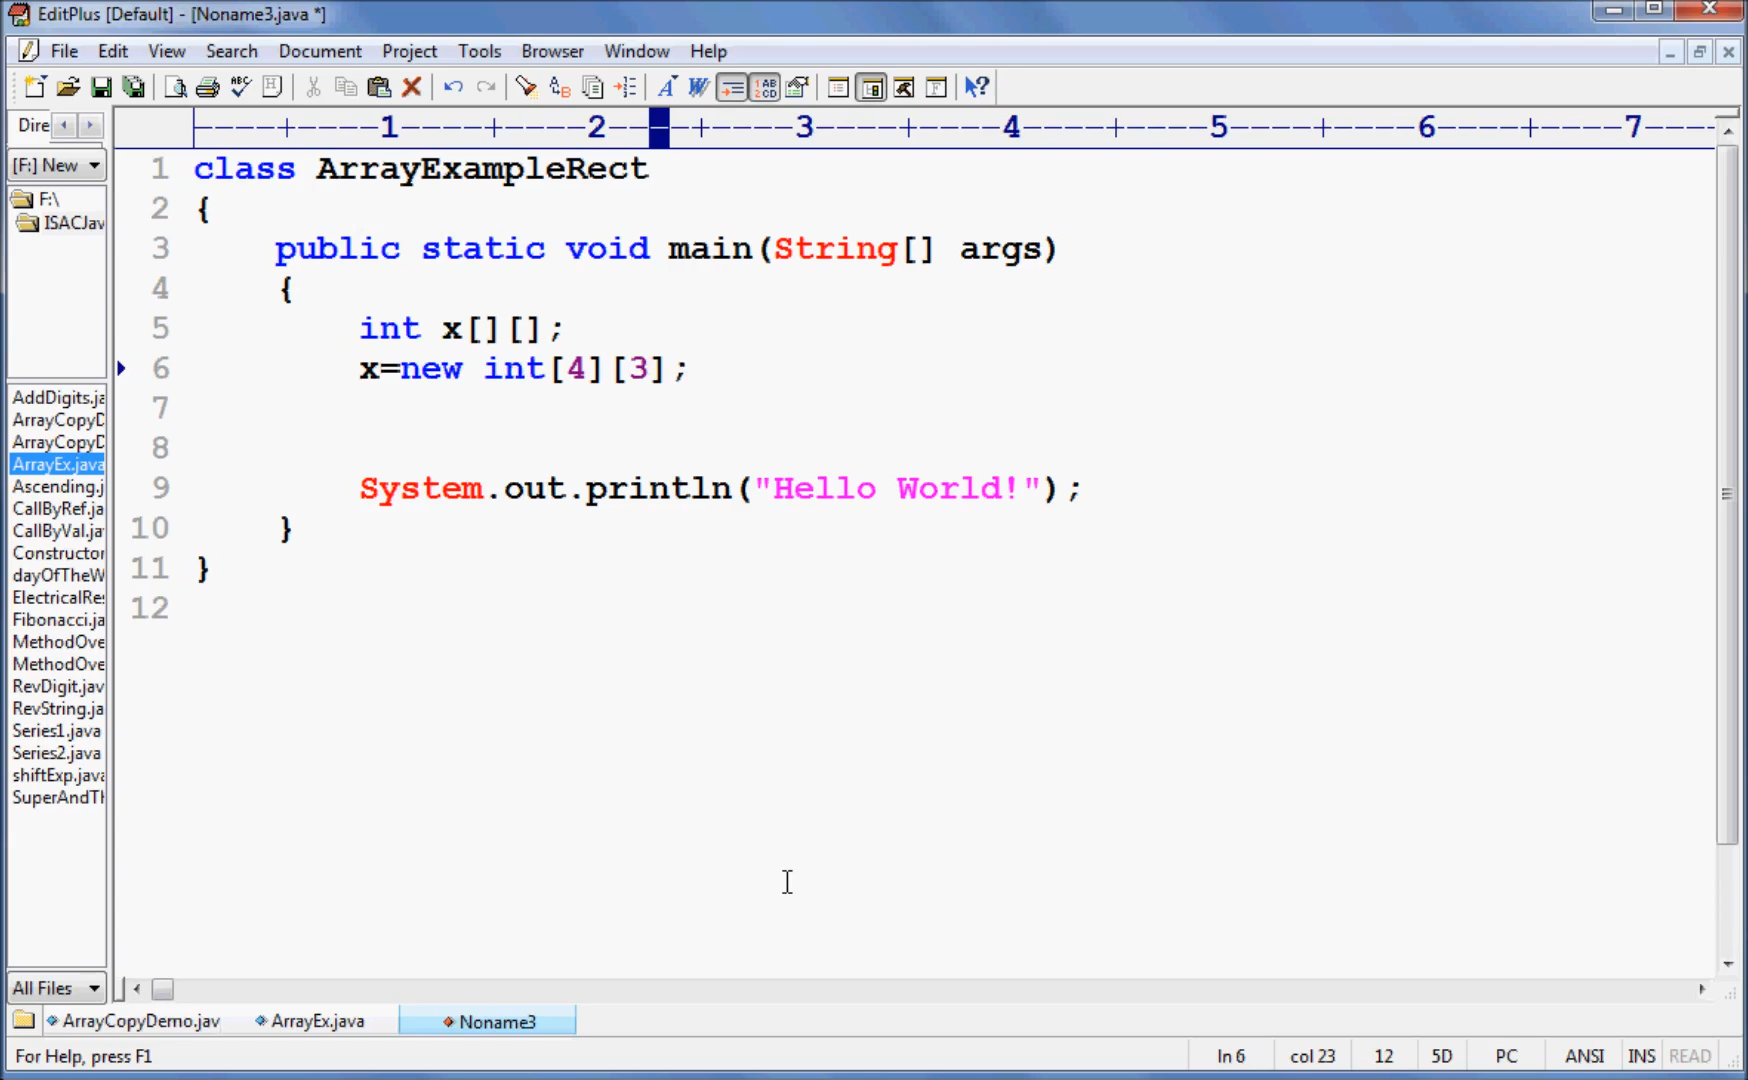 EditPlus [Default] - [Noname3.java *]
File Edit View Search Document Project Tools Browser Window Help
Dire
----+----1----+----2----+----3----+----4----+----5----+----6----+----7----
[F:] New
F:\
ISACJav
1 class ArrayExampleRect
2 {
3 public static void main(String[] args)
4 {
5 int x[][];
6 x=new int[4][3];
7
8
9 System.out.println("Hello World!");
10 }
11 }
12
AddDigits.ja
ArrayCopyD
ArrayCopyD
ArrayEx.java
Ascending.j
CallByRef.ja
CallByVal.ja
Constructor
dayOfTheW
ElectricalRes
Fibonacci.ja
MethodOve
MethodOve
RevDigit.jav
RevString.ja
Series1.java
Series2.java
shiftExp.java
SuperAndTh
All Files
ArrayCopyDemo.jav ArrayEx.java Noname3
For Help, press F1 ln 6 col 23 12 5D PC ANSI INS READ